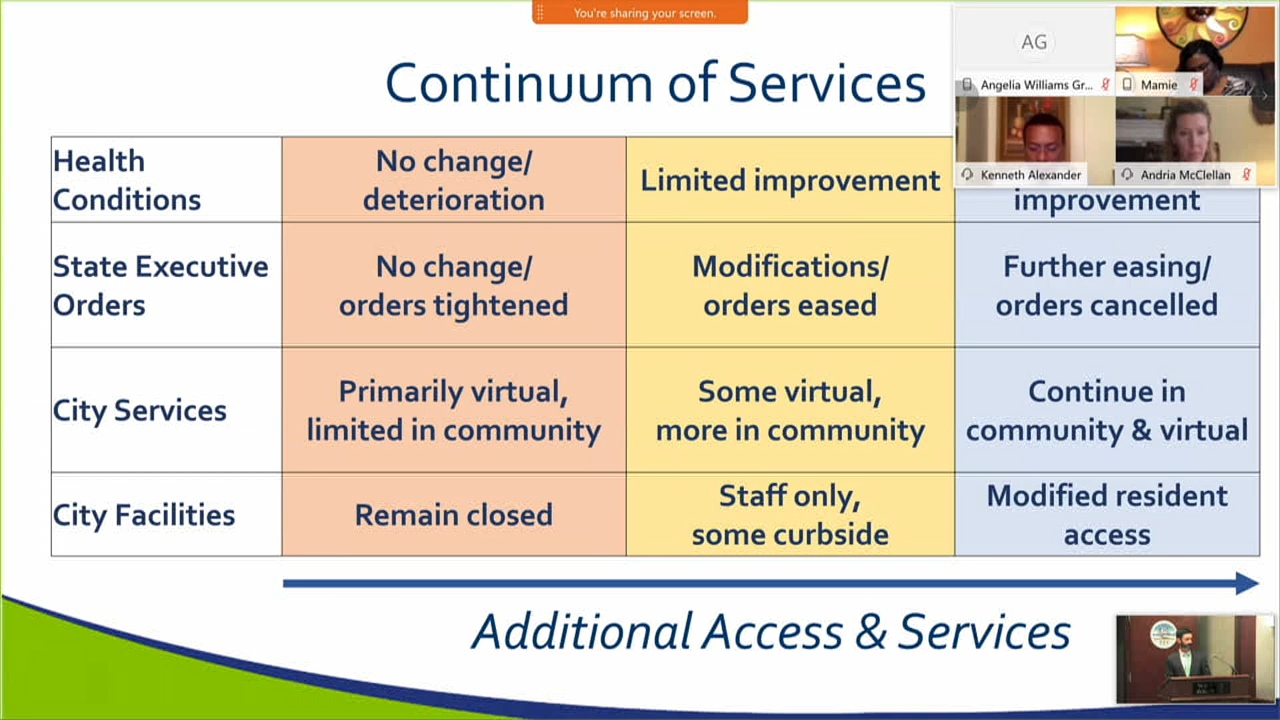 You're sharing your screen.
Continuum of Services
AG
Angelia Williams Gr...
Mamie
Kenneth Alexander
Andria McClellan
Health
Conditions
No change/
deterioration
Limited improvement
improvement
State Executive
Orders
No change/
orders tightened
Modifications/
orders eased
Further easing/
orders cancelled
City Services
Primarily virtual,
limited in community
Some virtual,
more in community
Continue in
community & virtual
City Facilities
Remain closed
Staff only,
some curbside
Modified resident
access
Additional Access & Services